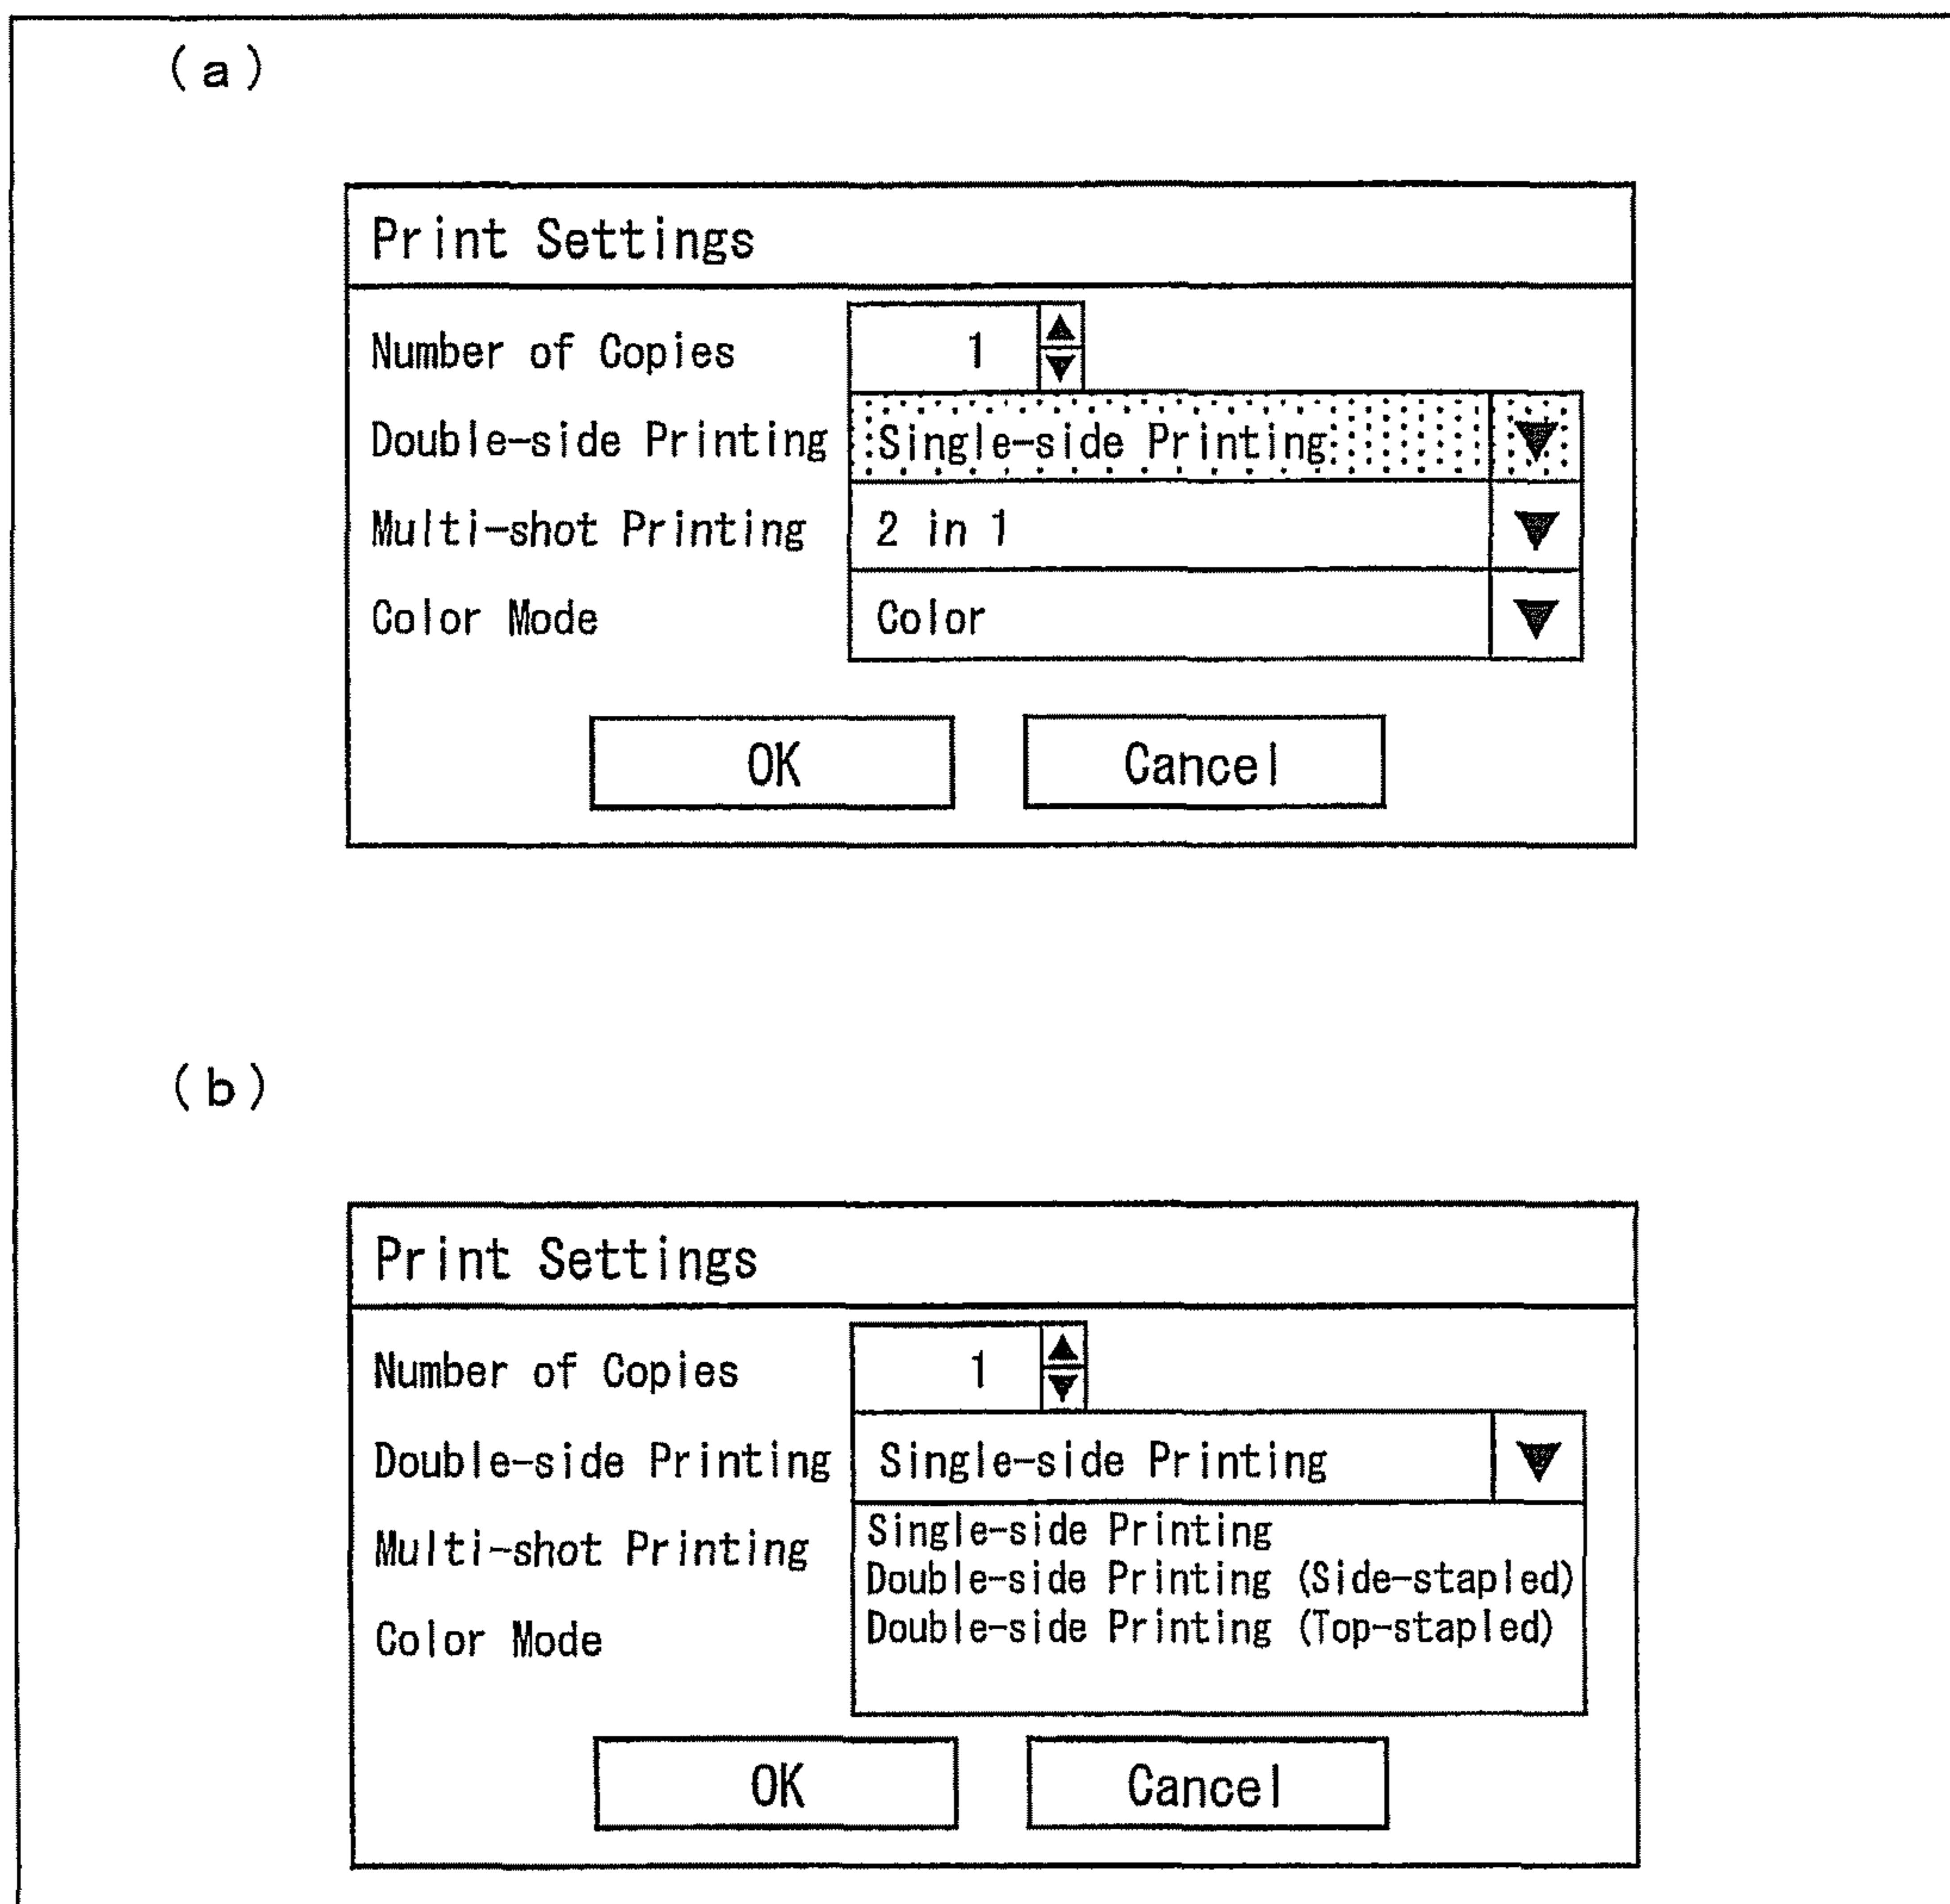 (a)
Print Settings
Number of Copies 1
Double-side Printing Single-side Printing
Multi-shot Printing 2 in 1
Color Mode Color
OK Cancel
(b)
Print Settings
Number of Copies 1
Double-side Printing Single-side Printing
Single-side Printing
Multi-shot Printing Double-side Printing (Side-stapled)
Double-side Printing (Top-stapled)
Color Mode
OK Cancel